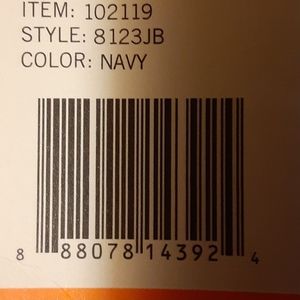 ITEM: 102119
STYLE: 8123JB
COLOR: NAVY
8 88078 14392 4